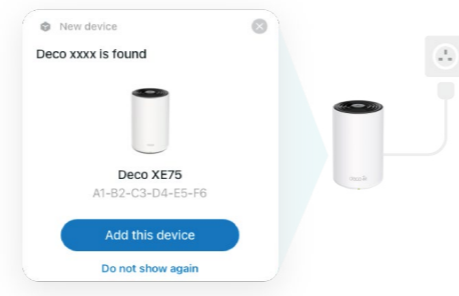 New device
Deco xxxx is found
Deco XE75
A1-B2-C3-D4-E5-F6
Add this device
Do not show again
deco